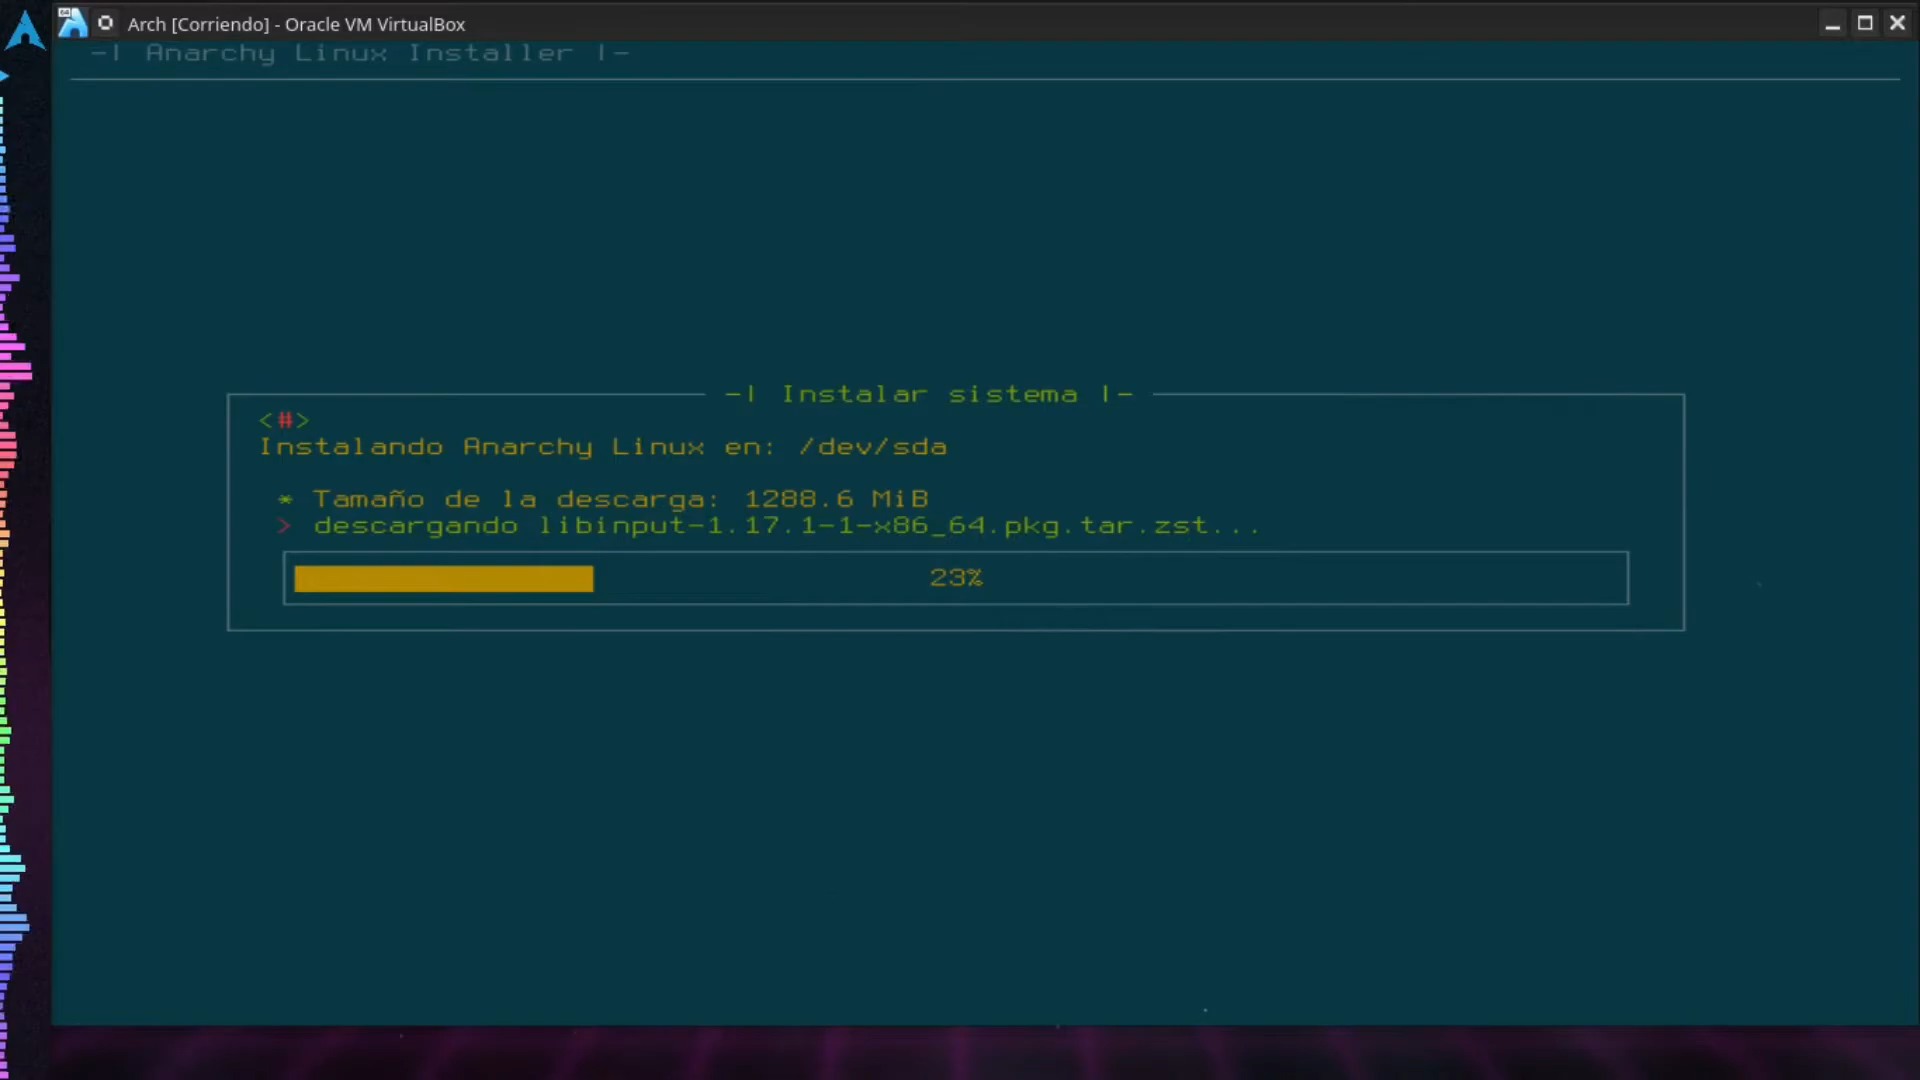 Arch [Corriendo] - Oracle VM VirtualBox
-| Anarchy Linux Installer |-
-| Instalar sistema |-
<#>
Instalando Anarchy Linux en: /dev/sda
* Tamaño de la descarga: 1288.6 MiB
> descargando libinput-1.17.1-1-x86_64.pkg.tar.zst...
23%